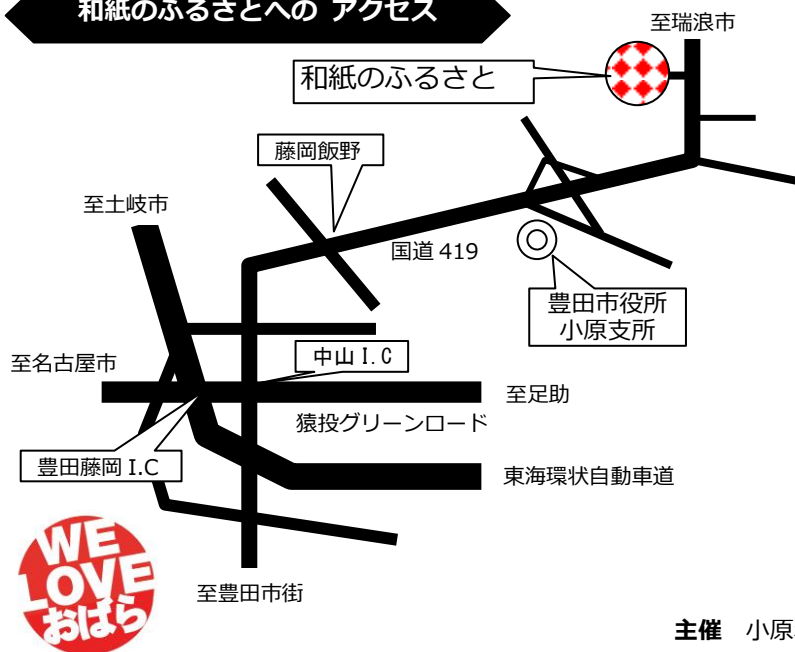 和紙のふるさとへの アクセス
至瑞浪市
和紙のふるさと
藤岡飯野
至土岐市
国道 419
豊田市役所
小原支所
中山 I.C
至名古屋市
至足助
猿投グリーンロード
豊田藤岡 I.C
東海環状自動車道
WE
LOVE
おばら
至豊田市街
主催 小原